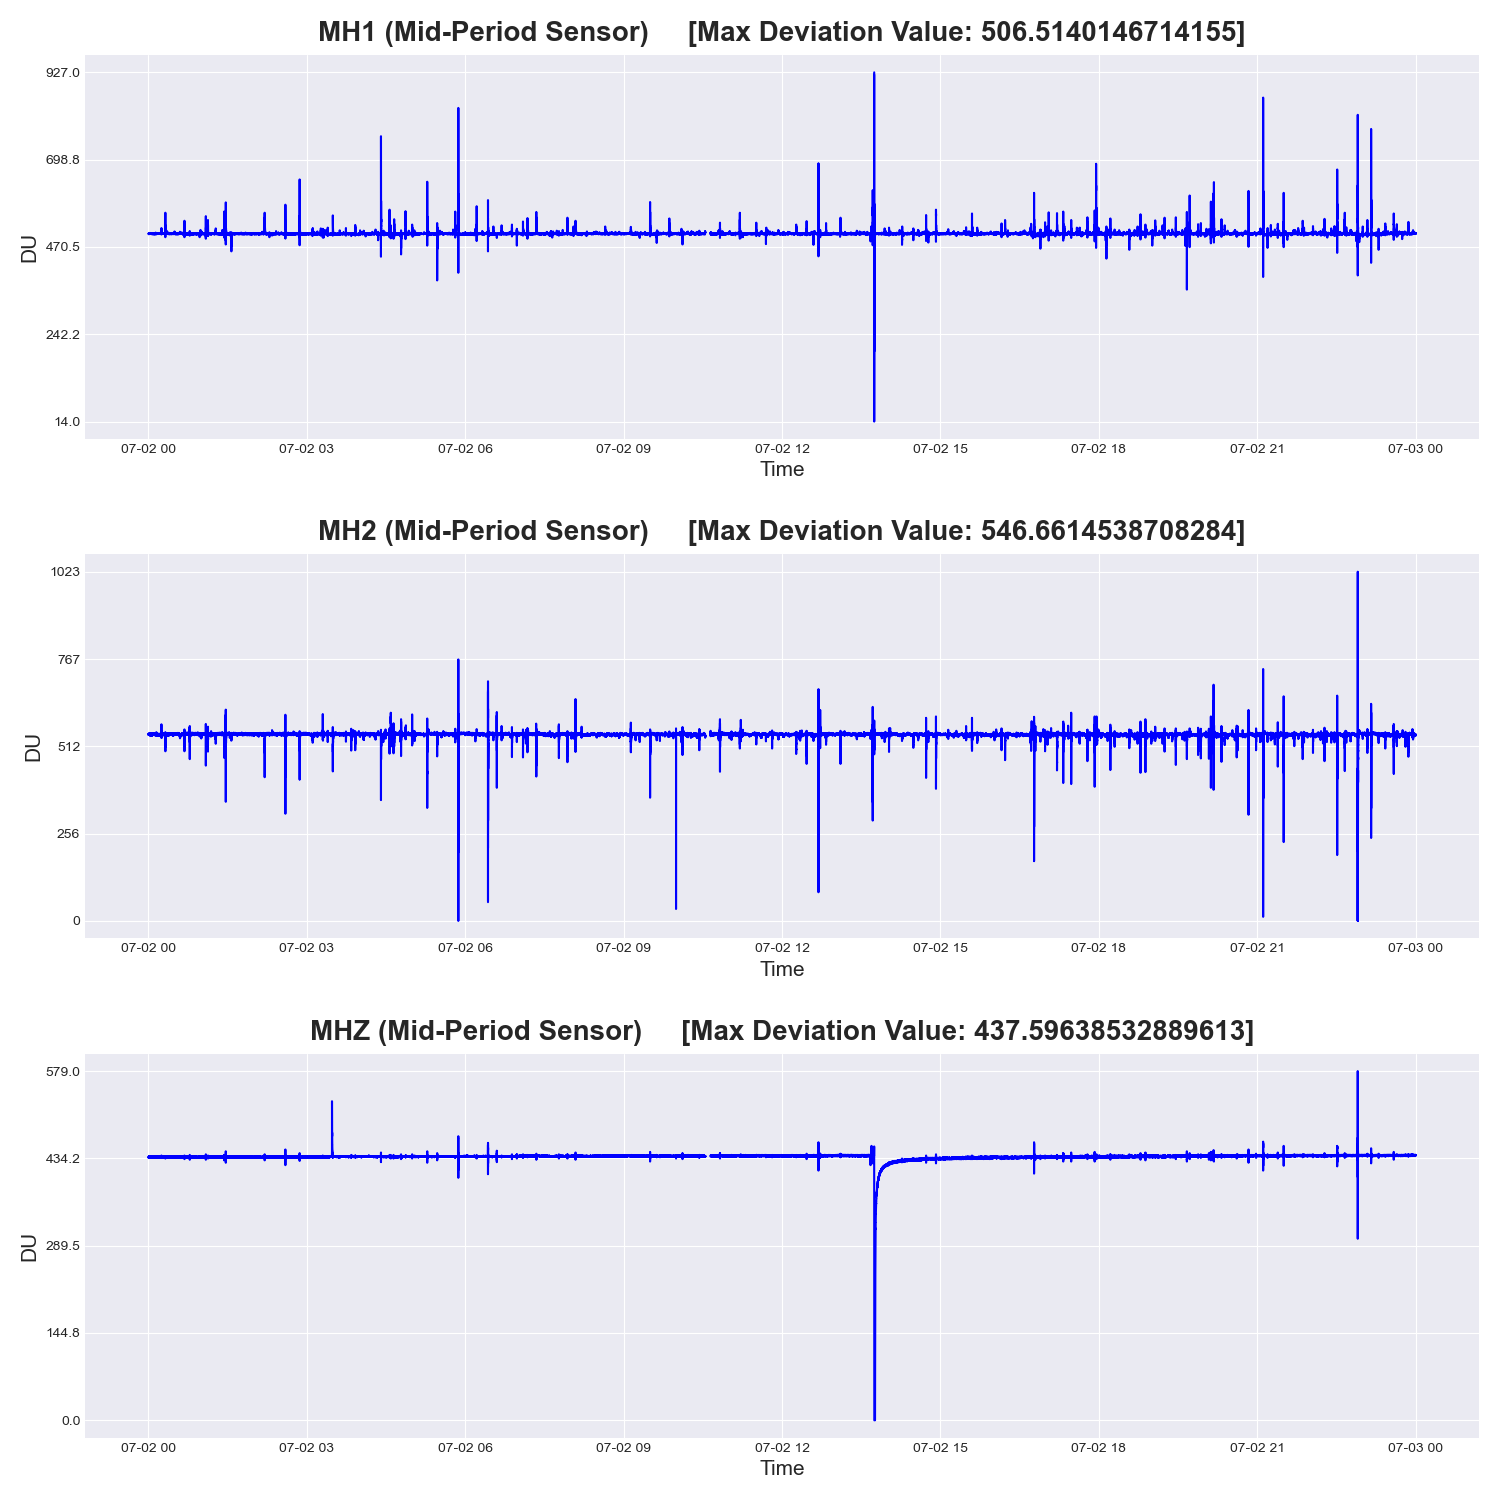 MH1 (Mid-Period Sensor) [Max Deviation Value: 506.5140146714155]
927.0
698.8
470.5
242.2
14.0
DU
07-02 00 07-02 03 07-02 06 07-02 09 07-02 12 07-02 15 07-02 18 07-02 21 07-03 00
Time
MH2 (Mid-Period Sensor) [Max Deviation Value: 546.6614538708284]
1023
767
512
256
0
DU
07-02 00 07-02 03 07-02 06 07-02 09 07-02 12 07-02 15 07-02 18 07-02 21 07-03 00
Time
MHZ (Mid-Period Sensor) [Max Deviation Value: 437.59638532889613]
579.0
434.2
289.5
144.8
0.0
DU
07-02 00 07-02 03 07-02 06 07-02 09 07-02 12 07-02 15 07-02 18 07-02 21 07-03 00
Time